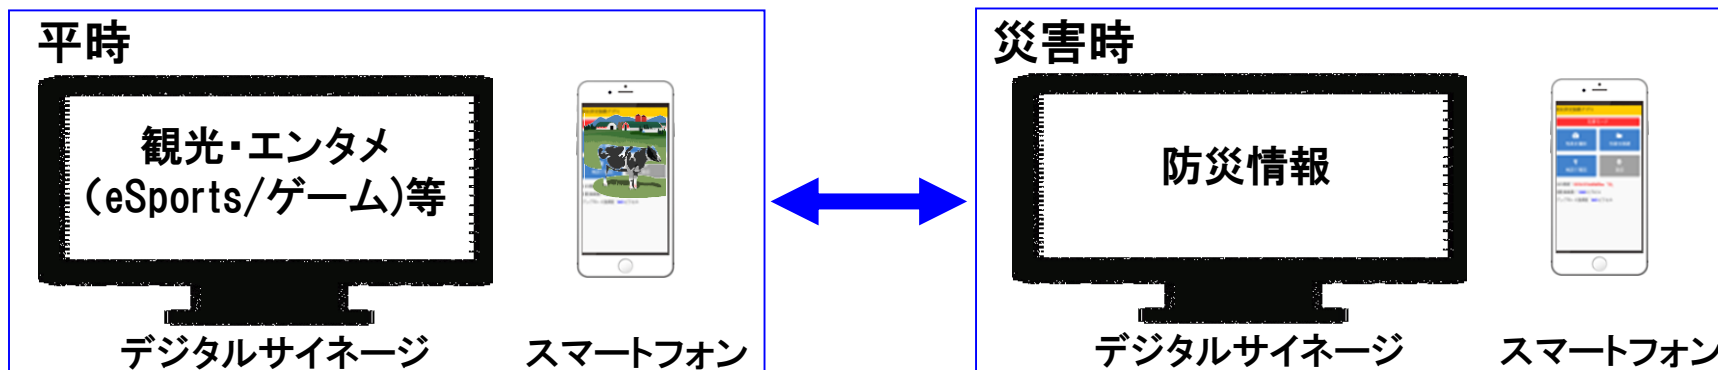 平時
観光・エンタメ
(eSports/ゲーム)等
デジタルサイネージ
スマートフォン
災害時
防災情報
デジタルサイネージ
スマートフォン